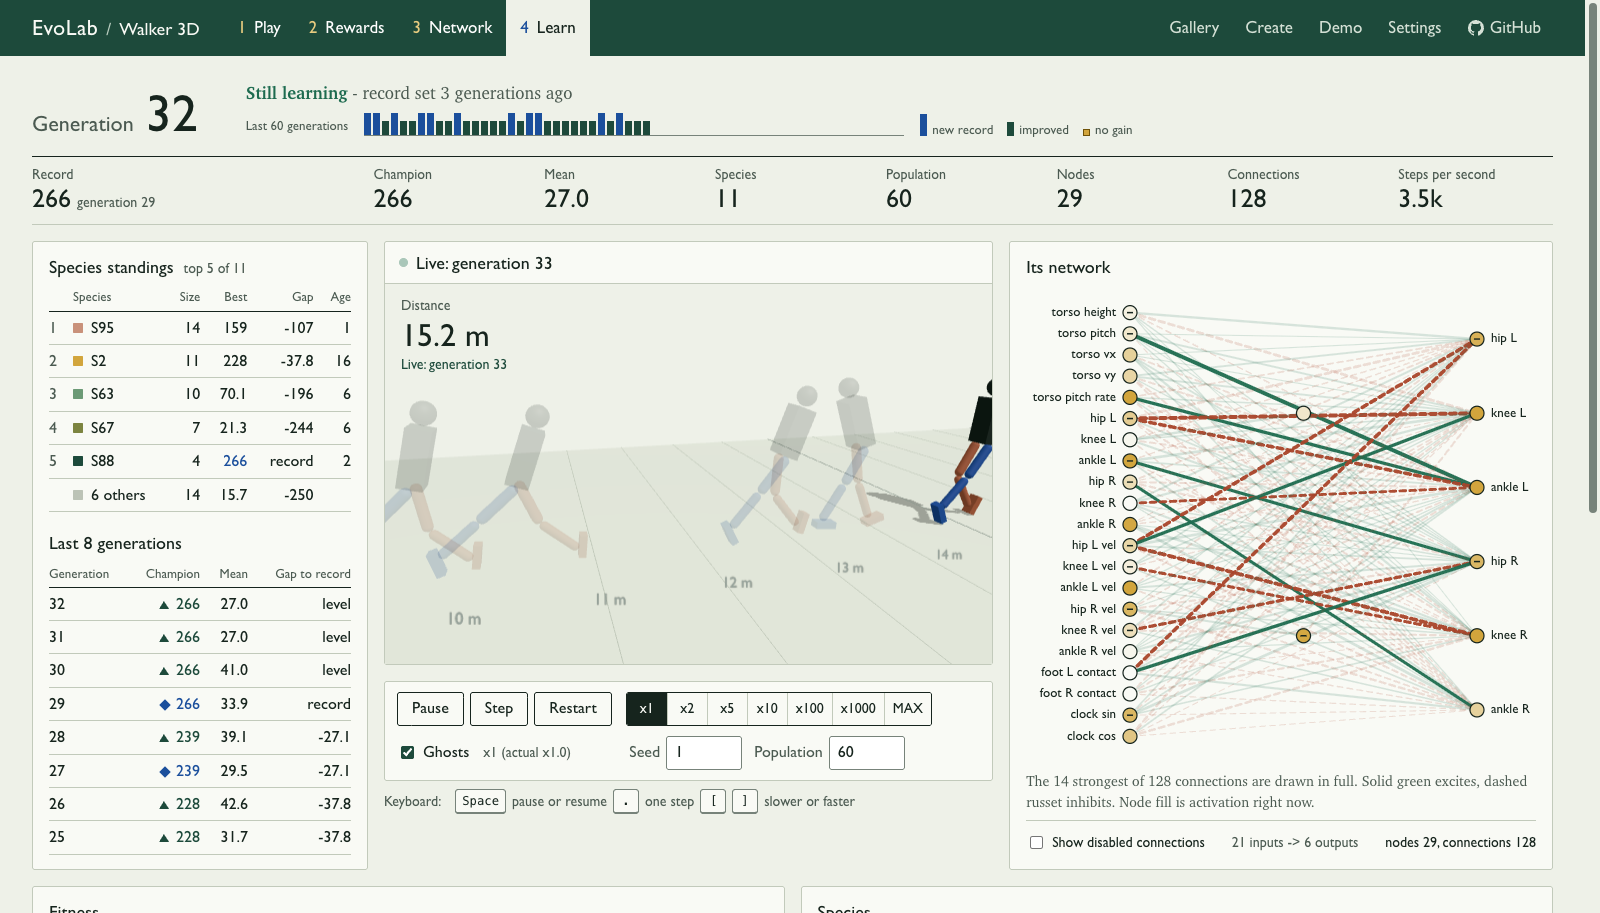 EvoLab / Walker 3D
1 Play
2 Rewards
3 Network
4 Learn
Gallery
Create
Demo
Settings
GitHub
Generation 32
Still learning - record set 3 generations ago
Last 60 generations
new record
improved
no gain
Record
266 generation 29
Champion
266
Mean
27.0
Species
11
Population
60
Nodes
29
Connections
128
Steps per second
3.5k
Species standings top 5 of 11
Species Size Best Gap Age
1 S95 14 159 -107 1
2 S2 11 228 -37.8 16
3 S63 10 70.1 -196 6
4 S67 7 21.3 -244 6
5 S88 4 266 record 2
6 others 14 15.7 -250
Last 8 generations
Generation Champion Mean Gap to record
32 ▲ 266 27.0 level
31 ▲ 266 27.0 level
30 ▲ 266 41.0 level
29 ◆ 266 33.9 record
28 ▲ 239 39.1 -27.1
27 ◆ 239 29.5 -27.1
26 ▲ 228 42.6 -37.8
25 ▲ 228 31.7 -37.8
Live: generation 33
Distance
15.2 m
Live: generation 33
10 m
11 m
12 m
13 m
14 m
Pause
Step
Restart
x1
x2
x5
x10
x100
x1000
MAX
Ghosts
x1 (actual x1.0)
Seed 1
Population 60
Keyboard: Space pause or resume . one step [ ] slower or faster
Its network
torso height
torso pitch
torso vx
torso vy
torso pitch rate
hip L
knee L
ankle L
hip R
knee R
ankle R
hip L vel
knee L vel
ankle L vel
hip R vel
knee R vel
ankle R vel
foot L contact
foot R contact
clock sin
clock cos
hip L
knee L
ankle L
hip R
knee R
ankle R
The 14 strongest of 128 connections are drawn in full. Solid green excites, dashed
russet inhibits. Node fill is activation right now.
Show disabled connections
21 inputs -> 6 outputs
nodes 29, connections 128
Fitness
Species